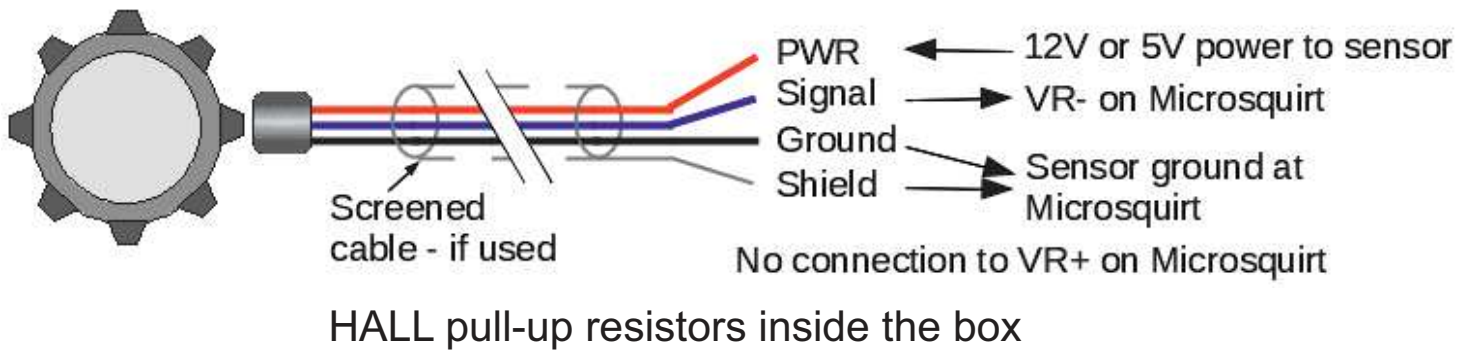 PWR
12V or 5V power to sensor
Signal
VR- on Microsquirt
Ground
Shield
Sensor ground at
Microsquirt
Screened
cable - if used
No connection to VR+ on Microsquirt
HALL pull-up resistors inside the box